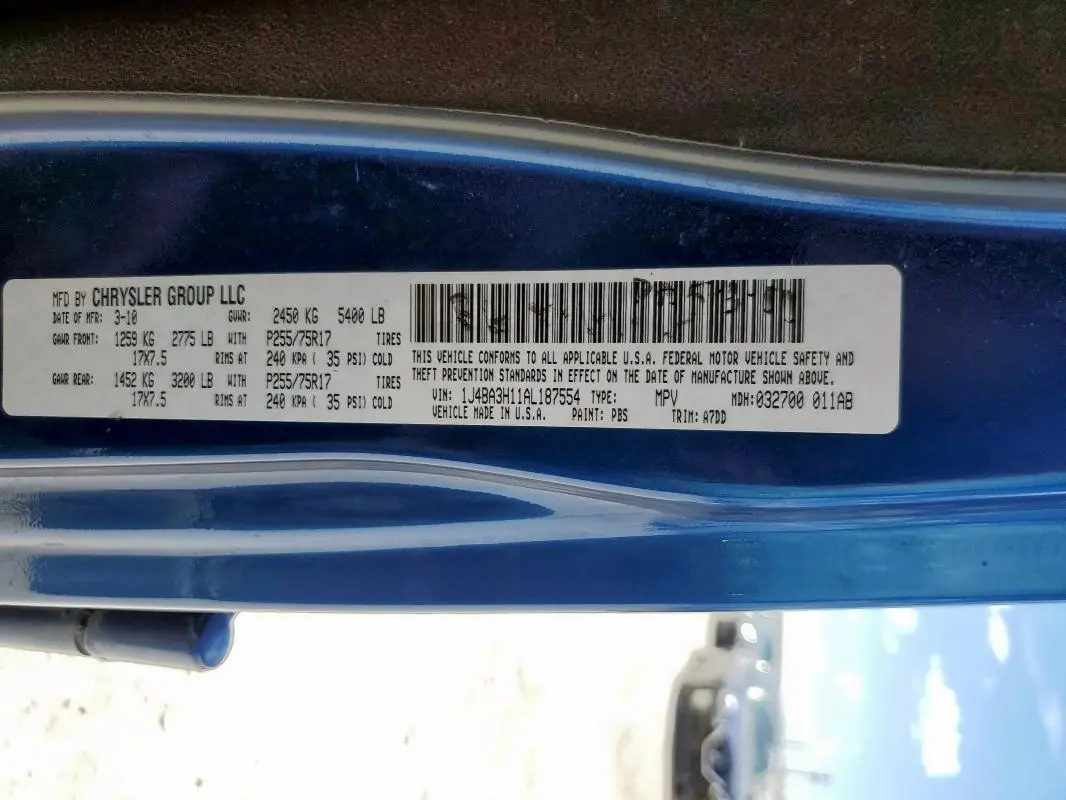 MFD BY CHRYSLER GROUP LLC
DATE OF MFR: 3-10 GVWR: 2450 KG 5400 LB
GAWR FRONT: 1259 KG 2775 LB WITH P255/75R17 TIRES
17X7.5 RIMS AT 240 KPA ( 35 PSI) COLD
GAWR REAR: 1452 KG 3200 LB WITH P255/75R17 TIRES
17X7.5 RIMS AT 240 KPA ( 35 PSI) COLD
THIS VEHICLE CONFORMS TO ALL APPLICABLE U.S.A. FEDERAL MOTOR VEHICLE SAFETY AND
THEFT PREVENTION STANDARDS IN EFFECT ON THE DATE OF MANUFACTURE SHOWN ABOVE.
VIN: 1J4BA3H11AL187554 TYPE: MPV MDH:032700 011AB
VEHICLE MADE IN U.S.A. PAINT: PBS TRIM: A7DD